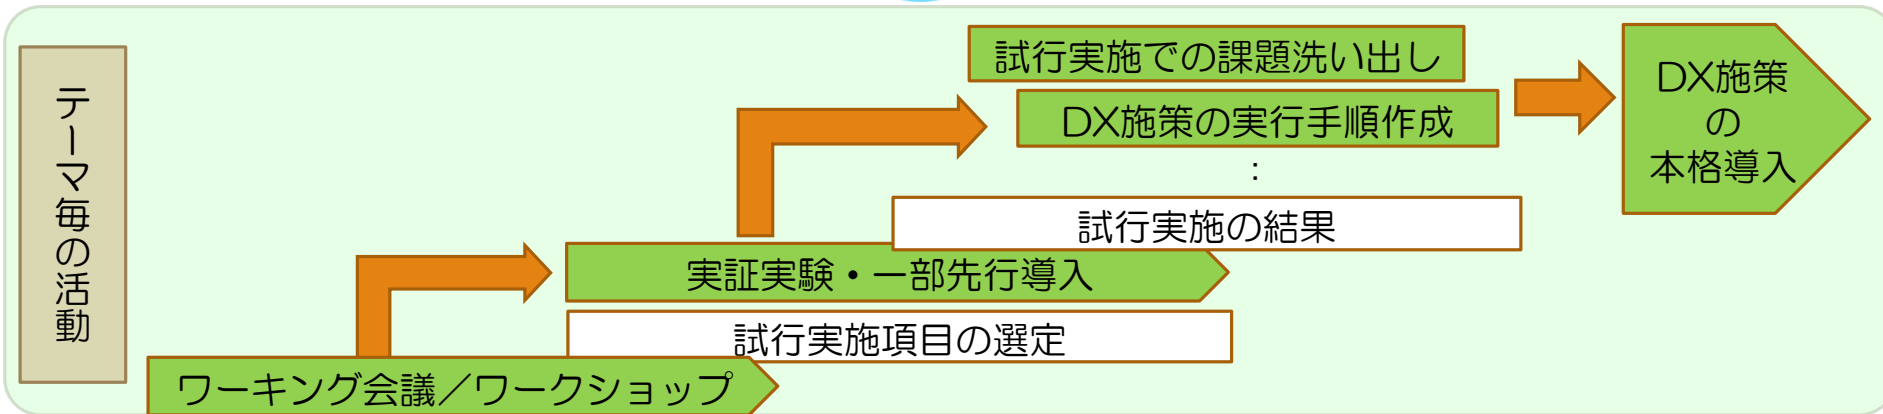 テーマ毎の活動
試行実施での課題洗い出し
DX施策の実行手順作成
：
試行実施の結果
実証実験・一部先行導入
試行実施項目の選定
ワーキング会議／ワークショップ
DX施策
の
本格導入